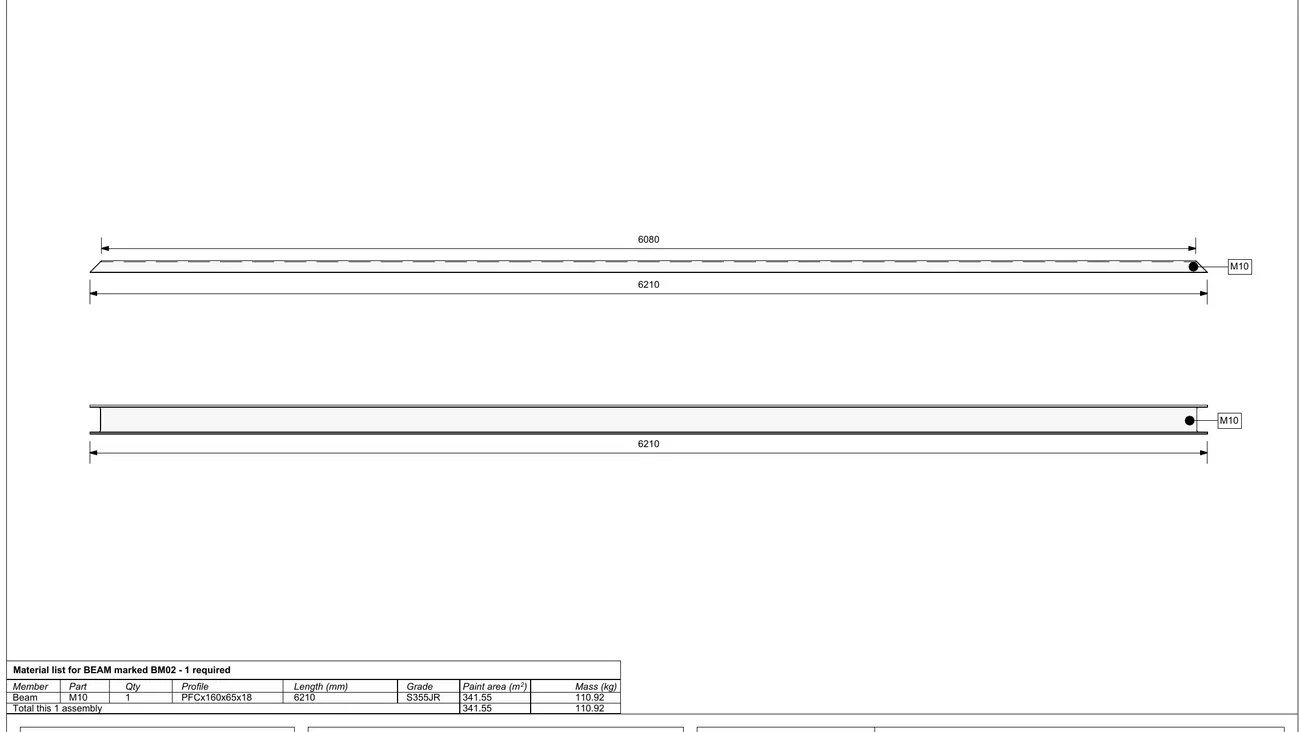 6080
M10
6210
M10
6210
Material list for BEAM marked BM02 - 1 required
Member Part Qty Profile Length (mm) Grade Paint area (m²) Mass (kg)
Beam M10 1 PFCx160x65x18 6210 S355JR 341.55 110.92
Total this 1 assembly 341.55 110.92